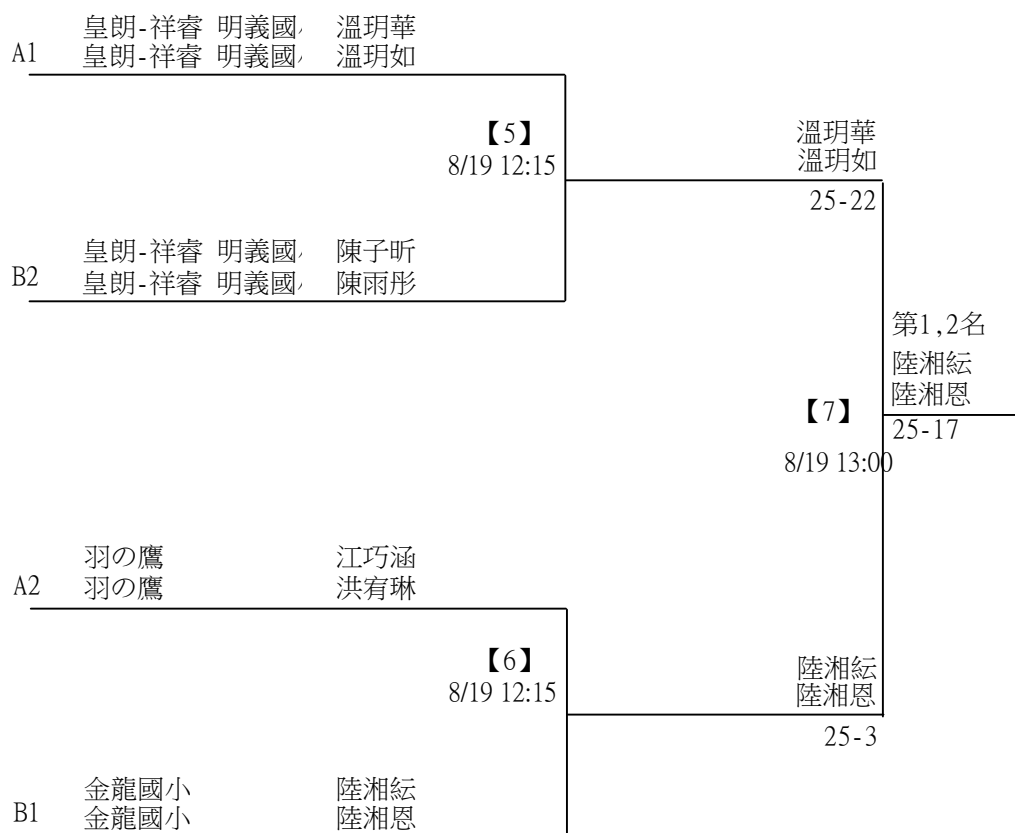 皇朗-祥睿 明義國 溫玥華
A1 皇朗-祥睿 明義國 溫玥如
【5】
8/19 12:15
溫玥華
溫玥如
25-22
皇朗-祥睿 明義國 陳子昕
B2 皇朗-祥睿 明義國 陳雨彤
第1,2名
陸湘紜
陸湘恩
【7】
25-17
8/19 13:00
羽の鷹 江巧涵
A2 羽の鷹 洪宥琳
【6】
8/19 12:15
陸湘紜
陸湘恩
25-3
金龍國小 陸湘紜
B1 金龍國小 陸湘恩